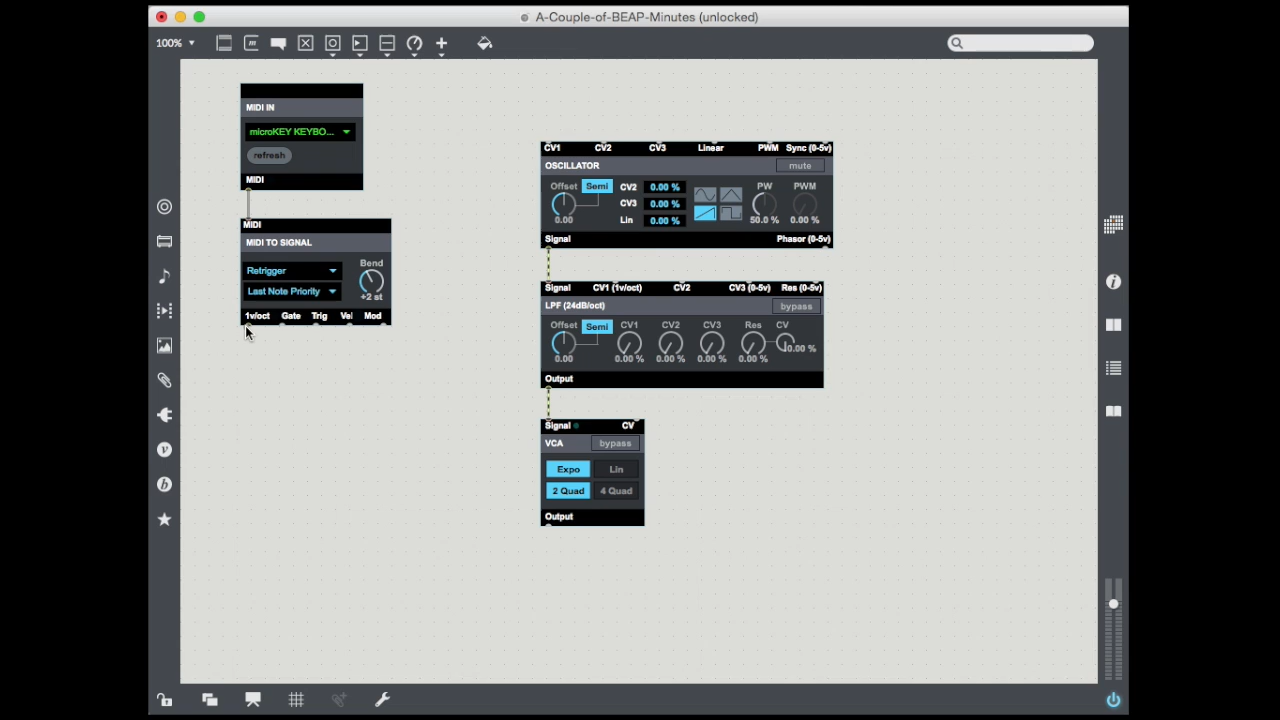 A-Couple-of-BEAP-Minutes (unlocked)
100%
MIDI IN
microKEY KEYBO...
refresh
MIDI
MIDI
MIDI TO SIGNAL
Retrigger
Last Note Priority
Bend
+2 st
1v/oct Gate Trig Vel Mod
CV1 CV2 CV3 Linear PWM Sync (0-5v)
OSCILLATOR mute
Offset Semi CV2 0.00 % PW PWM
CV3 0.00 %
0.00 Lin 0.00 % 50.0 % 0.00 %
Signal Phasor (0-5v)
Signal CV1 (1v/oct) CV2 CV3 (0-5v) Res (0-5v)
LPF (24dB/oct) bypass
Offset Semi CV1 CV2 CV3 Res CV
0.00 0.00 % 0.00 % 0.00 % 0.00 % 0.00 %
Output
Signal CV
VCA bypass
Expo Lin
2 Quad 4 Quad
Output